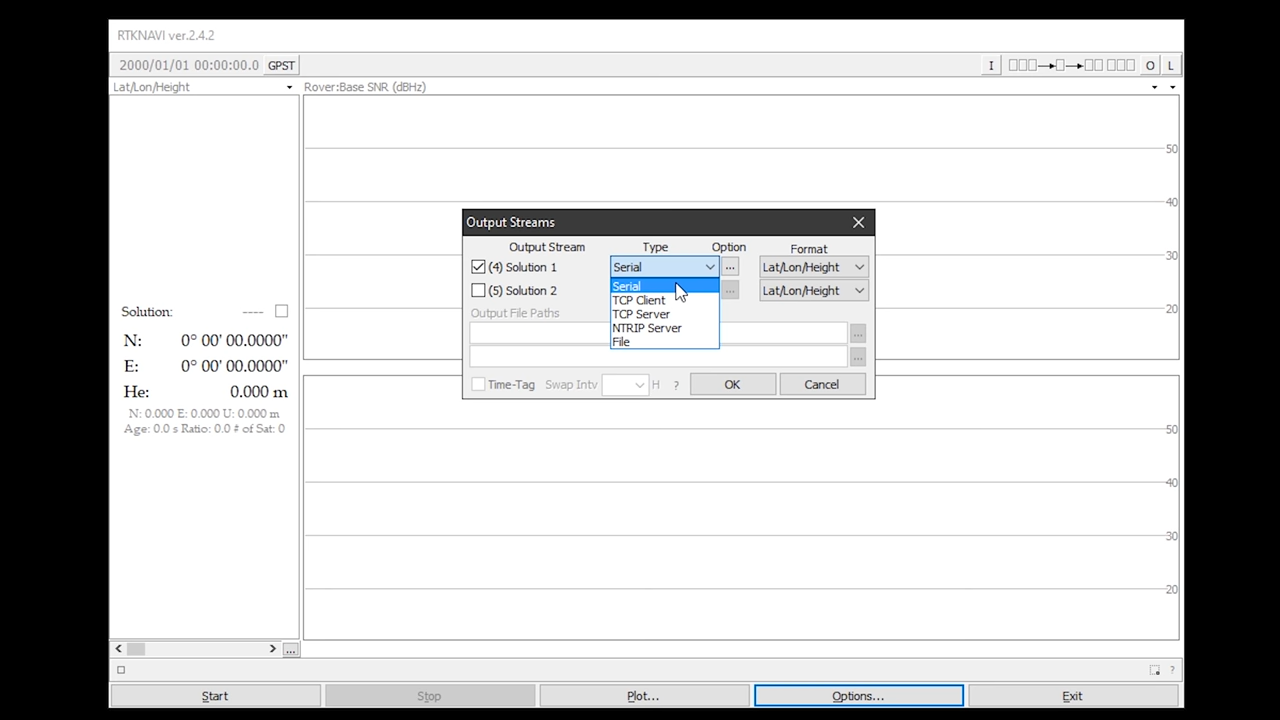 RTKNAVI ver.2.4.2
2000/01/01 00:00:00.0 GPST I O L
Lat/Lon/Height Rover:Base SNR (dBHz)
50
40
30
20
Output Streams
Output Stream Type Option Format
(4) Solution 1 Serial ... Lat/Lon/Height
Serial
(5) Solution 2 ... Lat/Lon/Height
TCP Client
TCP Server
NTRIP Server
File
Output File Paths
...
...
Time-Tag Swap Intv H ? OK Cancel
Solution: ----
N: 0° 00' 00.0000"
E: 0° 00' 00.0000"
He: 0.000 m
N: 0.000 E: 0.000 U: 0.000 m
Age: 0.0 s Ratio: 0.0 # of Sat: 0
50
40
30
20
...
?
Start Stop Plot... Options... Exit